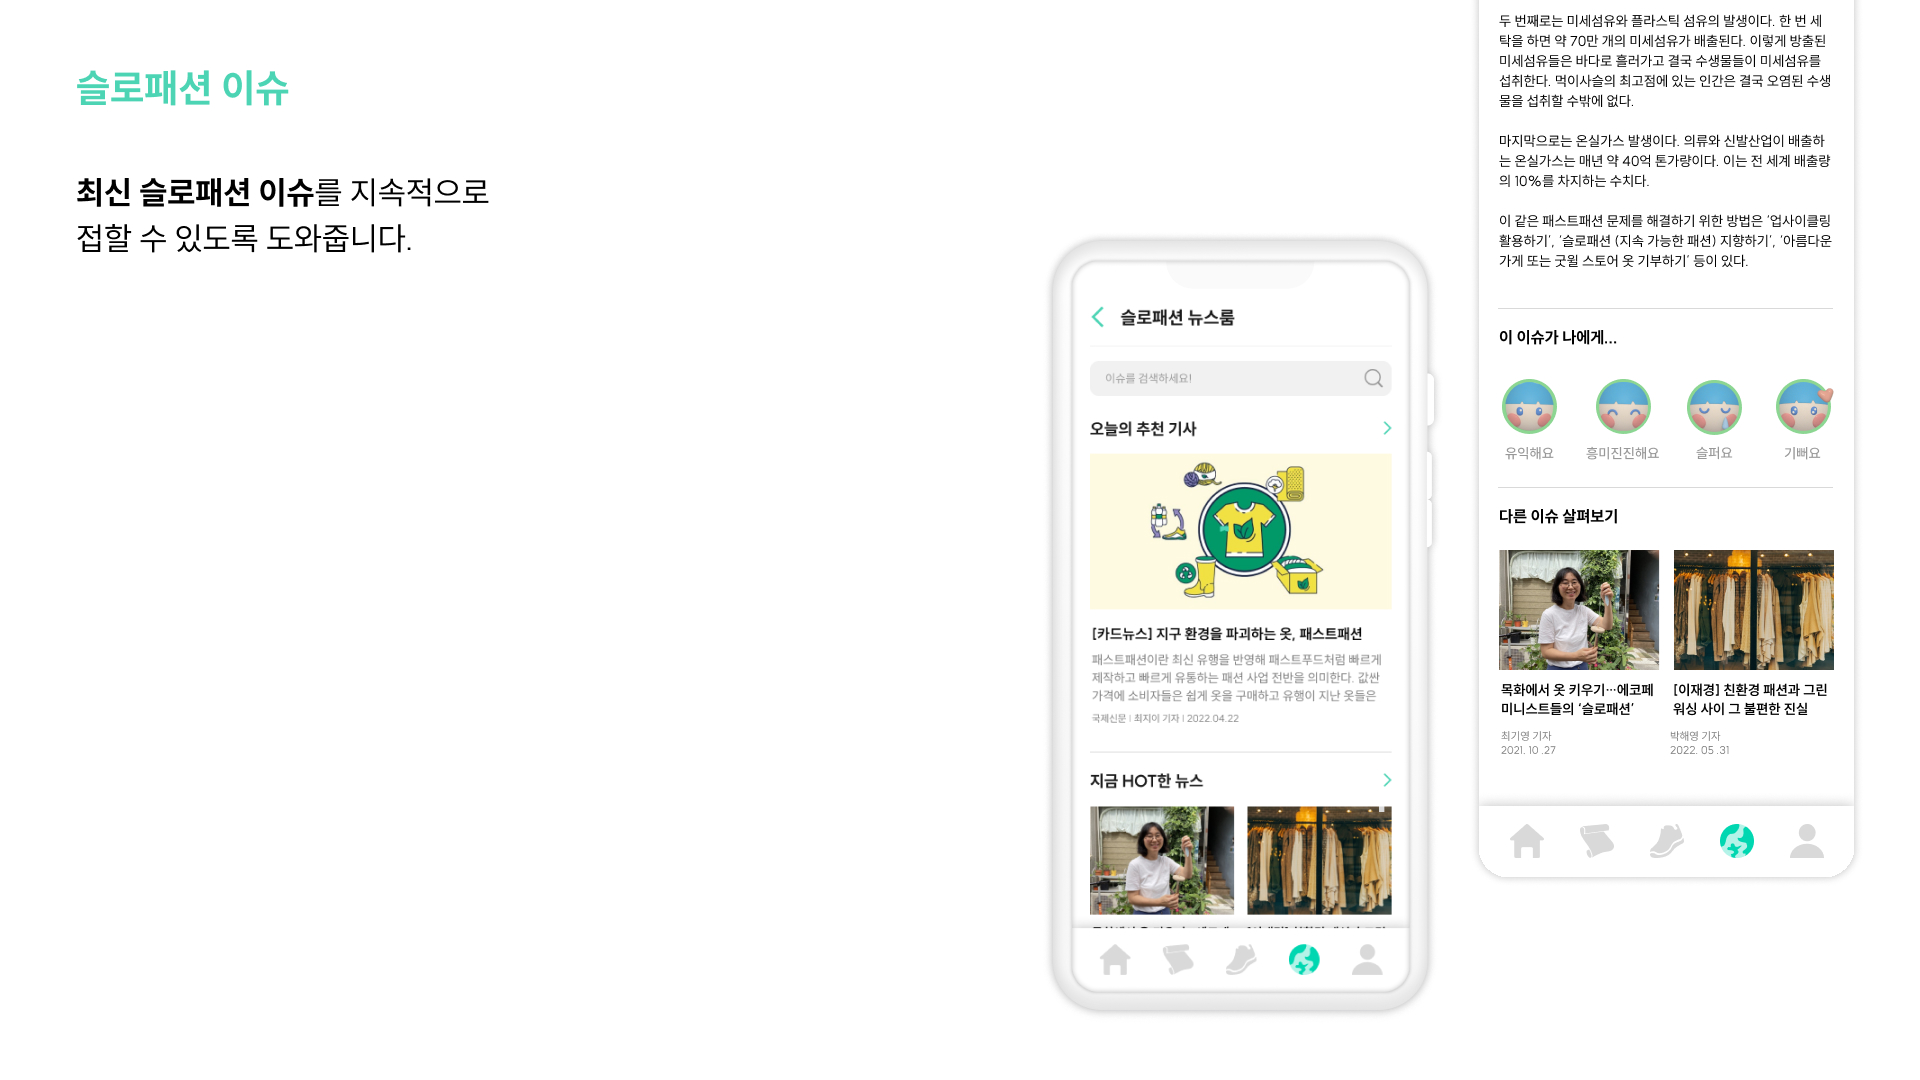 슬로패션 이슈
최신 슬로패션 이슈를 지속적으로
접할 수 있도록 도와줍니다.
슬로패션 뉴스룸
이슈를 검색하세요!
오늘의 추천 기사
[카드뉴스] 지구 환경을 파괴하는 옷, 패스트패션
패스트패션이란 최신 유행을 반영해 패스트푸드처럼 빠르게
제작하고 빠르게 유통하는 패션 사업 전반을 의미한다. 값싼
가격에 소비자들은 쉽게 옷을 구매하고 유행이 지난 옷들은
국제신문 | 최지이 기자 | 2022.04.22
지금 HOT한 뉴스
두 번째로는 미세섬유와 플라스틱 섬유의 발생이다. 한 번 세
탁을 하면 약 70만 개의 미세섬유가 배출된다. 이렇게 방출된
미세섬유들은 바다로 흘러가고 결국 수생물들이 미세섬유를
섭취한다. 먹이사슬의 최고점에 있는 인간은 결국 오염된 수생
물을 섭취할 수밖에 없다.
마지막으로는 온실가스 발생이다. 의류와 신발산업이 배출하
는 온실가스는 매년 약 40억 톤가량이다. 이는 전 세계 배출량
의 10%를 차지하는 수치다.
이 같은 패스트패션 문제를 해결하기 위한 방법은 ‘업사이클링
활용하기’, ‘슬로패션 (지속 가능한 패션) 지향하기’, ‘아름다운
가게 또는 굿윌 스토어 옷 기부하기’ 등이 있다.
이 이슈가 나에게...
유익해요 흥미진진해요 슬퍼요 기뻐요
다른 이슈 살펴보기
목화에서 옷 키우기…에코페
미니스트들의 ‘슬로패션’
최기영 기자
2021. 10 .27
[이재경] 친환경 패션과 그린
워싱 사이 그 불편한 진실
박해영 기자
2022. 05 .31